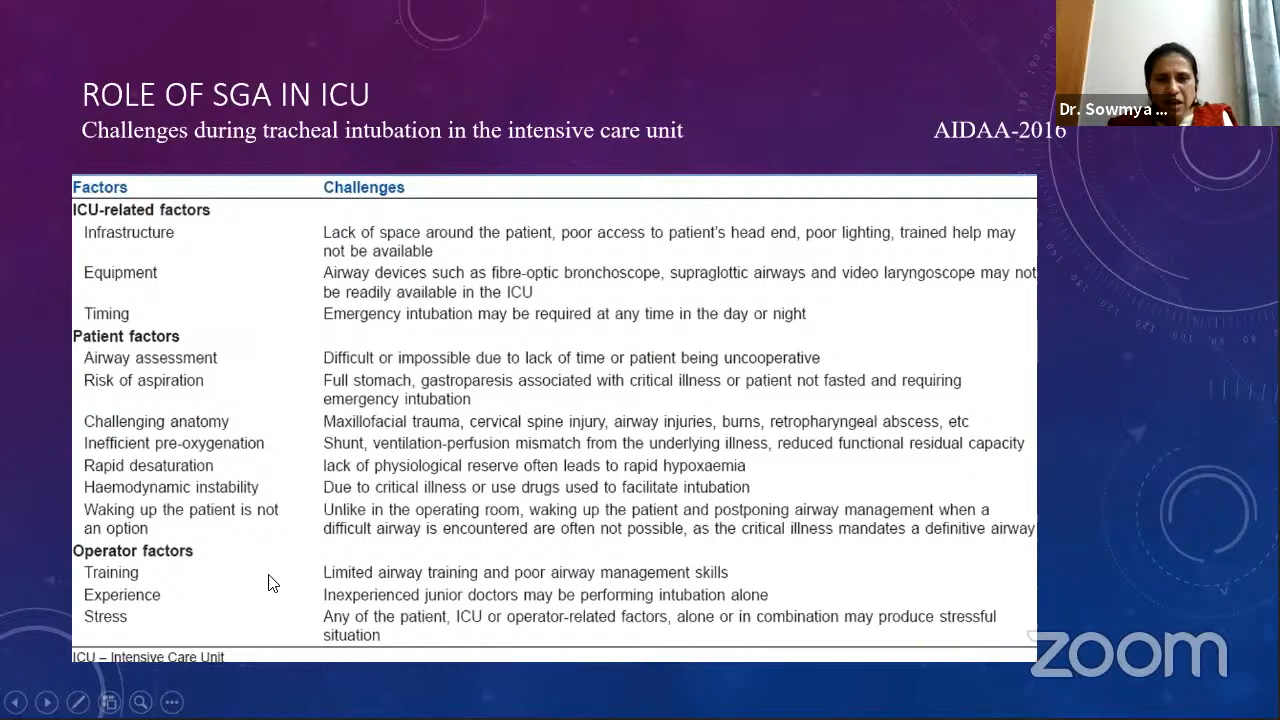 ROLE OF SGA IN ICU
Challenges during tracheal intubation in the intensive care unit
AIDAA-2016
Dr. Sowmya ...
Factors Challenges
ICU-related factors
Infrastructure Lack of space around the patient, poor access to patient's head end, poor lighting, trained help may
not be available
Equipment Airway devices such as fibre-optic bronchoscope, supraglottic airways and video laryngoscope may not
be readily available in the ICU
Timing Emergency intubation may be required at any time in the day or night
Patient factors
Airway assessment Difficult or impossible due to lack of time or patient being uncooperative
Risk of aspiration Full stomach, gastroparesis associated with critical illness or patient not fasted and requiring
emergency intubation
Challenging anatomy Maxillofacial trauma, cervical spine injury, airway injuries, burns, retropharyngeal abscess, etc
Inefficient pre-oxygenation Shunt, ventilation-perfusion mismatch from the underlying illness, reduced functional residual capacity
Rapid desaturation lack of physiological reserve often leads to rapid hypoxaemia
Haemodynamic instability Due to critical illness or use drugs used to facilitate intubation
Waking up the patient is not Unlike in the operating room, waking up the patient and postponing airway management when a
an option difficult airway is encountered are often not possible, as the critical illness mandates a definitive airway
Operator factors
Training Limited airway training and poor airway management skills
Experience Inexperienced junior doctors may be performing intubation alone
Stress Any of the patient, ICU or operator-related factors, alone or in combination may produce stressful
situation
ICU – Intensive Care Unit
zoom